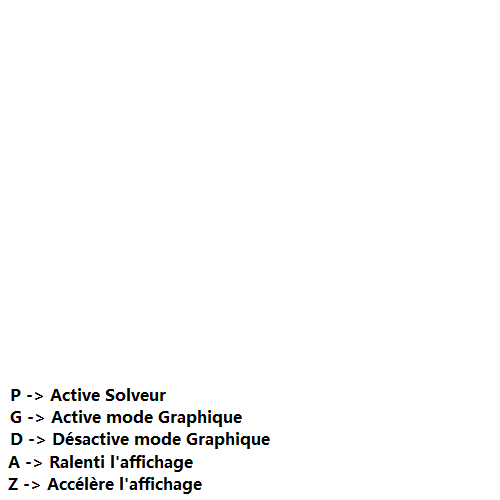 P -> Active Solveur
G -> Active mode Graphique
D -> Désactive mode Graphique
A -> Ralenti l'affichage
Z -> Accélère l'affichage